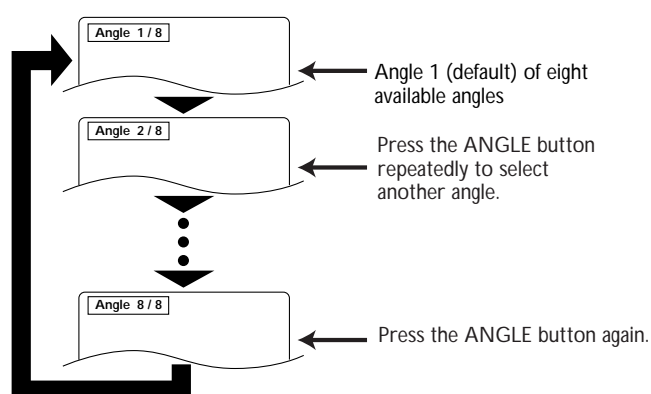 Angle 1 / 8
Angle 1 (default) of eight
available angles
Angle 2 / 8
Press the ANGLE button
repeatedly to select
another angle.
Angle 8 / 8
Press the ANGLE button again.